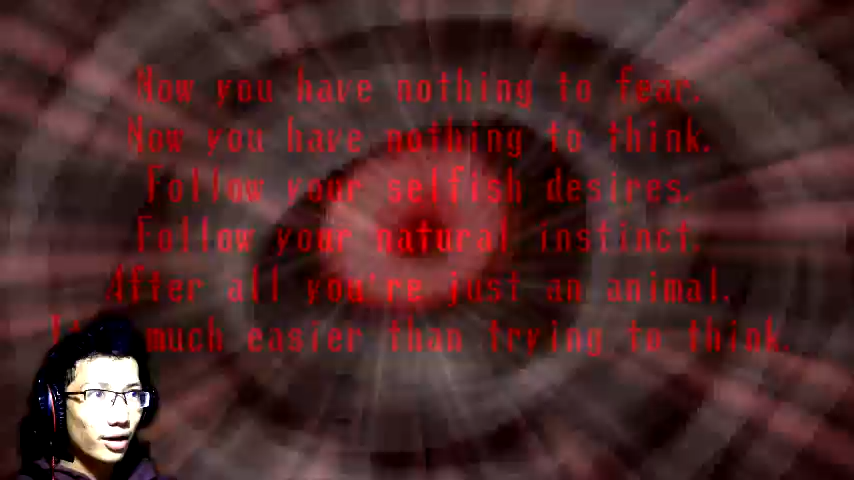 Now you have nothing to fear.
Now you have nothing to think.
Follow your selfish desires.
Follow your natural instinct.
After all you're just an animal.
much easier than trying to think.